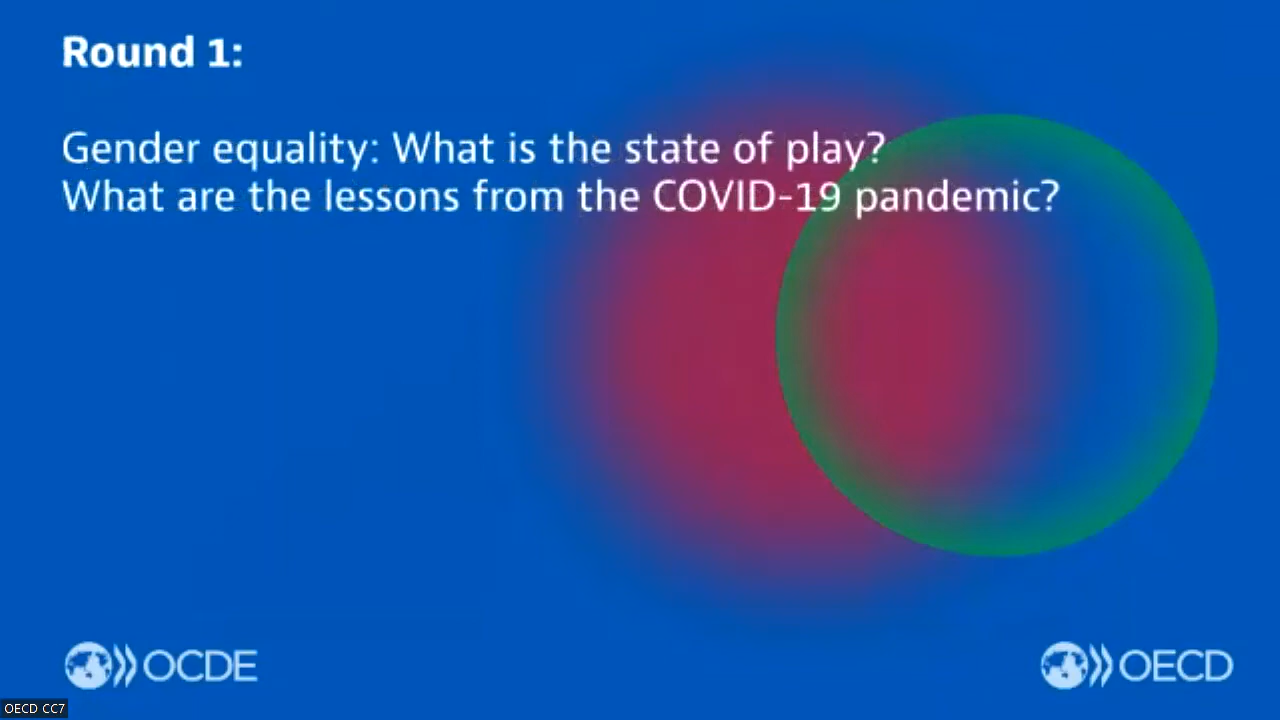 Round 1:
Gender equality: What is the state of play?
What are the lessons from the COVID-19 pandemic?
OCDE
OECD
OECD CC7